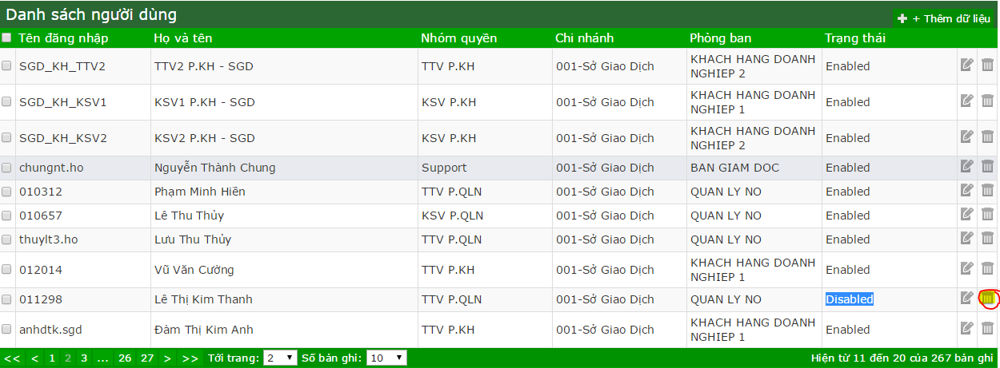 Danh sách người dùng
+ Thêm dữ liệu
Tên đăng nhập Họ và tên Nhóm quyền Chi nhánh Phòng ban Trạng thái
SGD_KH_TTV2 TTV2 P.KH - SGD TTV P.KH 001-Sở Giao Dịch KHACH HANG DOANH NGHIEP 2 Enabled
SGD_KH_KSV1 KSV1 P.KH - SGD KSV P.KH 001-Sở Giao Dịch KHACH HANG DOANH NGHIEP 1 Enabled
SGD_KH_KSV2 KSV2 P.KH - SGD KSV P.KH 001-Sở Giao Dịch KHACH HANG DOANH NGHIEP 2 Enabled
chungnt.ho Nguyễn Thành Chung Support 001-Sở Giao Dịch BAN GIAM DOC Enabled
010312 Phạm Minh Hiền TTV P.QLN 001-Sở Giao Dịch QUAN LY NO Enabled
010657 Lê Thu Thủy KSV P.QLN 001-Sở Giao Dịch QUAN LY NO Enabled
thuylt3.ho Lưu Thu Thủy TTV P.QLN 001-Sở Giao Dịch QUAN LY NO Enabled
012014 Vũ Văn Cường TTV P.KH 001-Sở Giao Dịch KHACH HANG DOANH NGHIEP 1 Enabled
011298 Lê Thị Kim Thanh TTV P.QLN 001-Sở Giao Dịch QUAN LY NO Disabled
anhdtk.sgd Đàm Thị Kim Anh TTV P.KH 001-Sở Giao Dịch KHACH HANG DOANH NGHIEP 1 Enabled
<< < 1 2 3 ... 26 27 > >> Tới trang: 2 Số bản ghi: 10 Hiện từ 11 đến 20 của 267 bản ghi